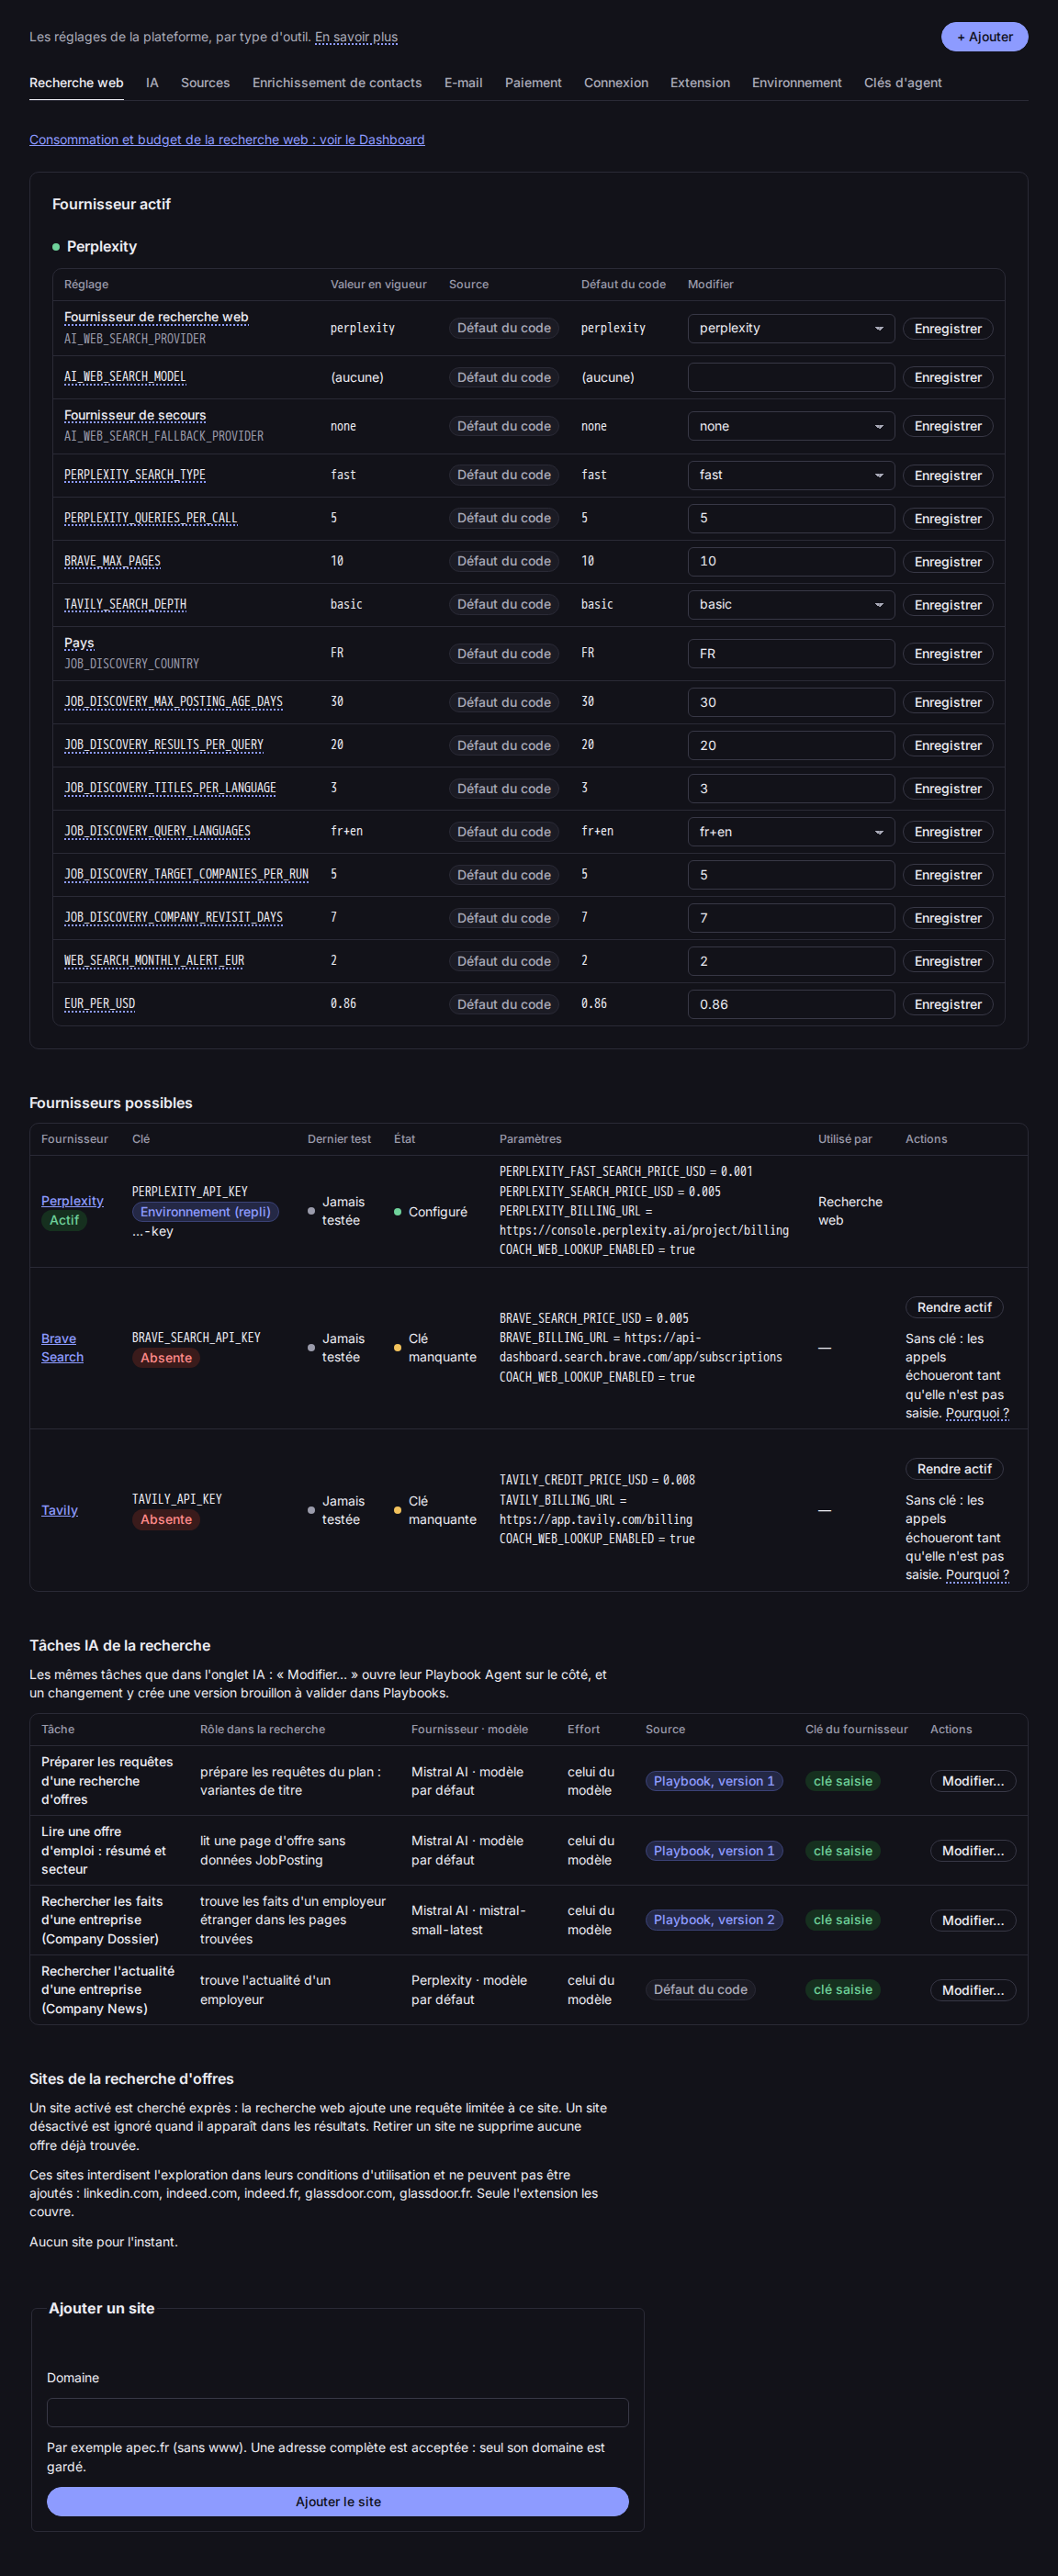 Les réglages de la plateforme, par type d'outil. En savoir plus
+ Ajouter
Recherche web IA Sources Enrichissement de contacts E-mail Paiement Connexion Extension Environnement Clés d'agent
Consommation et budget de la recherche web : voir le Dashboard
Fournisseur actif
Perplexity
Réglage Valeur en vigueur Source Défaut du code Modifier
Fournisseur de recherche web
AI_WEB_SEARCH_PROVIDER
perplexity Défaut du code perplexity perplexity Enregistrer
AI_WEB_SEARCH_MODEL (aucune) Défaut du code (aucune) Enregistrer
Fournisseur de secours
AI_WEB_SEARCH_FALLBACK_PROVIDER
none Défaut du code none none Enregistrer
PERPLEXITY_SEARCH_TYPE fast Défaut du code fast fast Enregistrer
PERPLEXITY_QUERIES_PER_CALL 5 Défaut du code 5 5 Enregistrer
BRAVE_MAX_PAGES 10 Défaut du code 10 10 Enregistrer
TAVILY_SEARCH_DEPTH basic Défaut du code basic basic Enregistrer
Pays
JOB_DISCOVERY_COUNTRY
FR Défaut du code FR FR Enregistrer
JOB_DISCOVERY_MAX_POSTING_AGE_DAYS 30 Défaut du code 30 30 Enregistrer
JOB_DISCOVERY_RESULTS_PER_QUERY 20 Défaut du code 20 20 Enregistrer
JOB_DISCOVERY_TITLES_PER_LANGUAGE 3 Défaut du code 3 3 Enregistrer
JOB_DISCOVERY_QUERY_LANGUAGES fr+en Défaut du code fr+en fr+en Enregistrer
JOB_DISCOVERY_TARGET_COMPANIES_PER_RUN 5 Défaut du code 5 5 Enregistrer
JOB_DISCOVERY_COMPANY_REVISIT_DAYS 7 Défaut du code 7 7 Enregistrer
WEB_SEARCH_MONTHLY_ALERT_EUR 2 Défaut du code 2 2 Enregistrer
EUR_PER_USD 0.86 Défaut du code 0.86 0.86 Enregistrer
Fournisseurs possibles
Fournisseur Clé Dernier test État Paramètres Utilisé par Actions
Perplexity
Actif
PERPLEXITY_API_KEY
Environnement (repli)
...-key
Jamais
testée
Configuré
PERPLEXITY_FAST_SEARCH_PRICE_USD = 0.001
PERPLEXITY_SEARCH_PRICE_USD = 0.005
PERPLEXITY_BILLING_URL =
https://console.perplexity.ai/project/billing
COACH_WEB_LOOKUP_ENABLED = true
Recherche
web
Brave
Search
BRAVE_SEARCH_API_KEY
Absente
Jamais
testée
Clé
manquante
BRAVE_SEARCH_PRICE_USD = 0.005
BRAVE_BILLING_URL = https://api-
dashboard.search.brave.com/app/subscriptions
COACH_WEB_LOOKUP_ENABLED = true
—
Rendre actif
Sans clé : les
appels
échoueront tant
qu'elle n'est pas
saisie. Pourquoi ?
Tavily
TAVILY_API_KEY
Absente
Jamais
testée
Clé
manquante
TAVILY_CREDIT_PRICE_USD = 0.008
TAVILY_BILLING_URL =
https://app.tavily.com/billing
COACH_WEB_LOOKUP_ENABLED = true
—
Rendre actif
Sans clé : les
appels
échoueront tant
qu'elle n'est pas
saisie. Pourquoi ?
Tâches IA de la recherche
Les mêmes tâches que dans l'onglet IA : « Modifier... » ouvre leur Playbook Agent sur le côté, et
un changement y crée une version brouillon à valider dans Playbooks.
Tâche Rôle dans la recherche Fournisseur · modèle Effort Source Clé du fournisseur Actions
Préparer les requêtes
d'une recherche
d'offres
prépare les requêtes du plan :
variantes de titre
Mistral AI · modèle
par défaut
celui du
modèle
Playbook, version 1 clé saisie Modifier...
Lire une offre
d'emploi : résumé et
secteur
lit une page d'offre sans
données JobPosting
Mistral AI · modèle
par défaut
celui du
modèle
Playbook, version 1 clé saisie Modifier...
Rechercher les faits
d'une entreprise
(Company Dossier)
trouve les faits d'un employeur
étranger dans les pages
trouvées
Mistral AI · mistral-
small-latest
celui du
modèle
Playbook, version 2 clé saisie Modifier...
Rechercher l'actualité
d'une entreprise
(Company News)
trouve l'actualité d'un
employeur
Perplexity · modèle
par défaut
celui du
modèle
Défaut du code clé saisie Modifier...
Sites de la recherche d'offres
Un site activé est cherché exprès : la recherche web ajoute une requête limitée à ce site. Un site
désactivé est ignoré quand il apparaît dans les résultats. Retirer un site ne supprime aucune
offre déjà trouvée.
Ces sites interdisent l'exploration dans leurs conditions d'utilisation et ne peuvent pas être
ajoutés : linkedin.com, indeed.com, indeed.fr, glassdoor.com, glassdoor.fr. Seule l'extension les
couvre.
Aucun site pour l'instant.
Ajouter un site
Domaine
Par exemple apec.fr (sans www). Une adresse complète est acceptée : seul son domaine est
gardé.
Ajouter le site